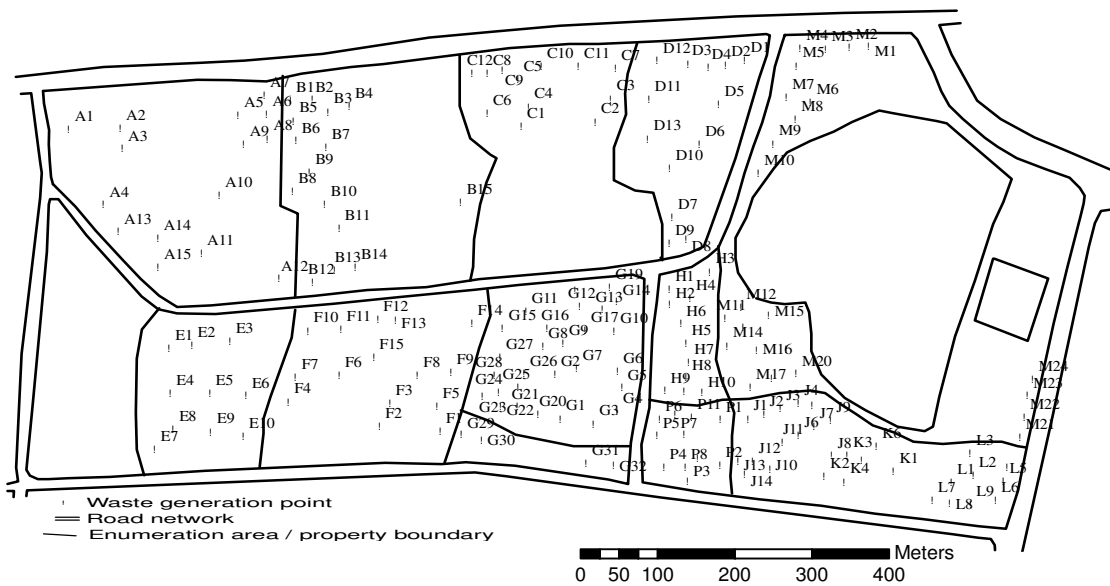 M4 M3 M2
D12 D3 D4 D2 D1 M5 M1
C10 C11 C7
C12 C8 C5
C9
A7 B1 B2 D11 M7 M6
A5 A6 B5 B3 B4 C6 C4 C3 D5 M8
A1 A2 C1 C2
A3 A9 A8 B6 B7 D13 D6 M9
B9 D10 M10
A4 A10 B8 B10 B15
A13 B11 D7
A14 D9
A15 A11 D8
A12 B12 B13 B14 H3
G19 H1 H4
G12 G13 G14 H2 M12
F12 G11 M11
F10 F11 F13 F14 G15 G16 G17 G10 H6 M15
E1 E2 E3 G8 G9 H5 M14
F15 G27 H7 M16
F7 F6 F8 F9 G28 G26 G2 G7 G6 H8 M20
E4 E5 E6 G24 G25 G5 H9 H10 M17 M24
F4 F3 F5 G21 G20 G4 M23
F2 G23 G22 G1 G3 P6 P11 P1 J1 J2 J3 J4 M22
E8 E9 F1 G29 P5 P7 J7 J9 M21
E7 E10 G30 J11 J6 K6
J12 J8 K3 L3
G31 P4 P8 P2 J13 J10 K2 K4 K1 L1 L2 L5
G32 P3 J14 L7 L9 L6
L8
Waste generation point
Road network
Enumeration area / property boundary
Meters
0 50 100 200 300 400